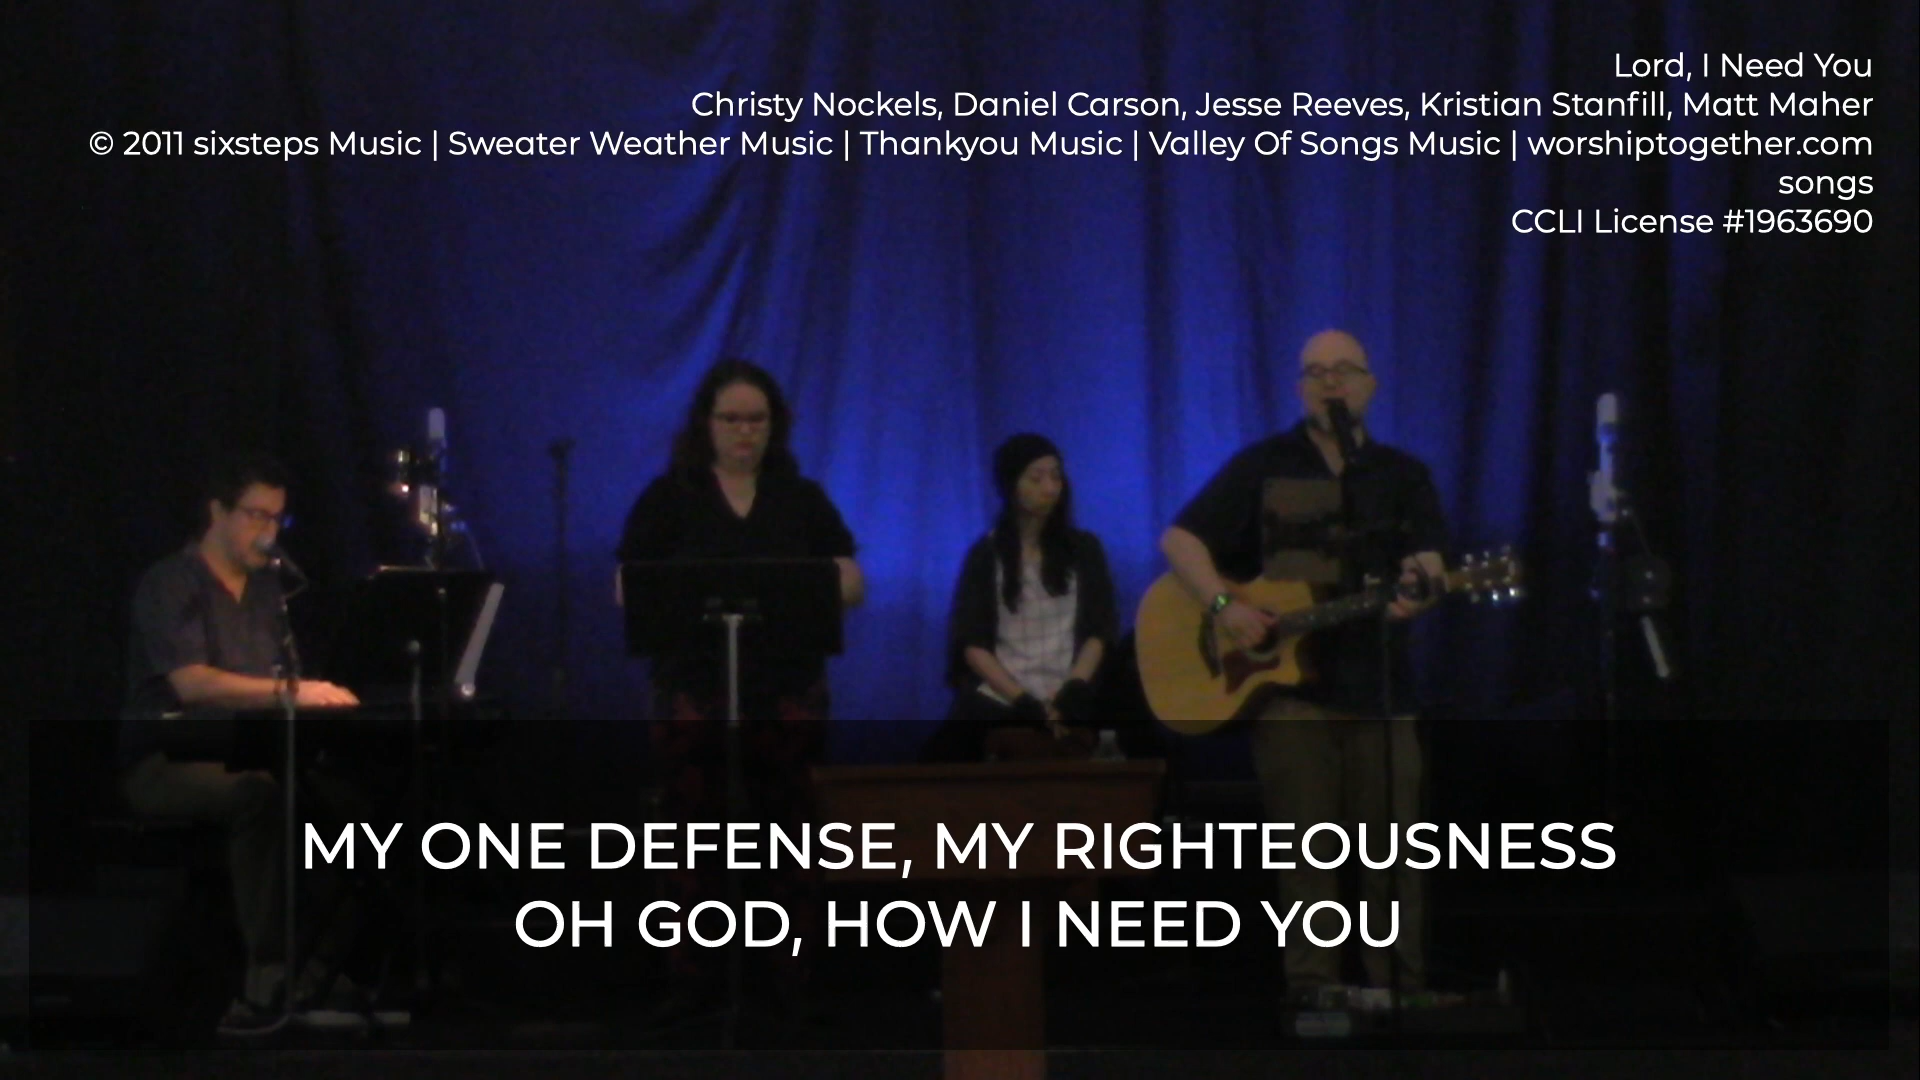 Lord, I Need You
Christy Nockels, Daniel Carson, Jesse Reeves, Kristian Stanfill, Matt Maher
© 2011 sixsteps Music | Sweater Weather Music | Thankyou Music | Valley Of Songs Music | worshiptogether.com
songs
CCLI License #1963690
MY ONE DEFENSE, MY RIGHTEOUSNESS
OH GOD, HOW I NEED YOU